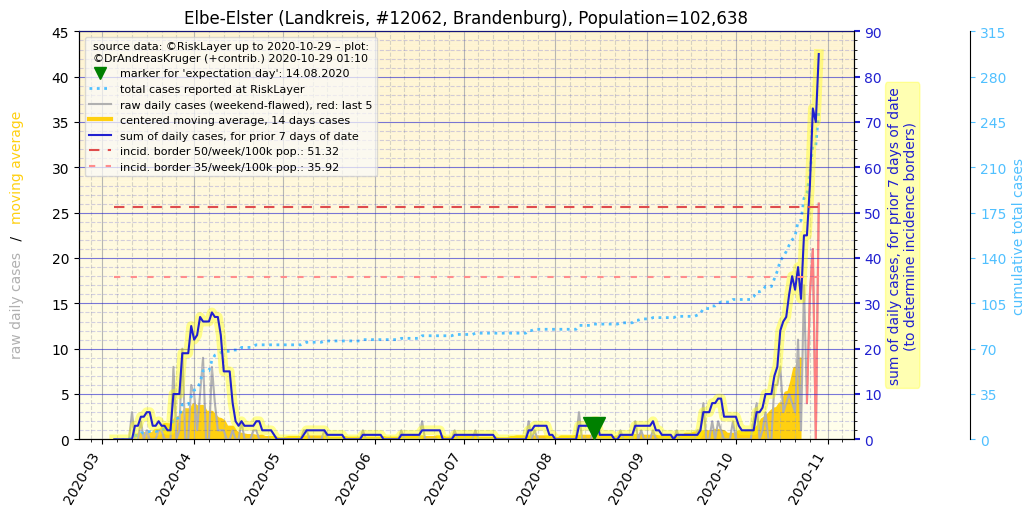 Elbe-Elster (Landkreis, #12062, Brandenburg), Population=102,638
source data: ©RiskLayer up to 2020-10-29 – plot:
©DrAndreasKruger (+contrib.) 2020-10-29 01:10
marker for 'expectation day': 14.08.2020
total cases reported at RiskLayer
raw daily cases (weekend-flawed), red: last 5
centered moving average, 14 days cases
sum of daily cases, for prior 7 days of date
incid. border 50/week/100k pop.: 51.32
incid. border 35/week/100k pop.: 35.92
raw daily cases / moving average
45
40
35
30
25
20
15
10
5
0
2020-03
2020-04
2020-05
2020-06
2020-07
2020-08
2020-09
2020-10
2020-11
90
80
70
60
50
40
30
20
10
0
sum of daily cases, for prior 7 days of date
(to determine incidence borders)
315
280
245
210
175
140
105
70
35
0
cumulative total cases